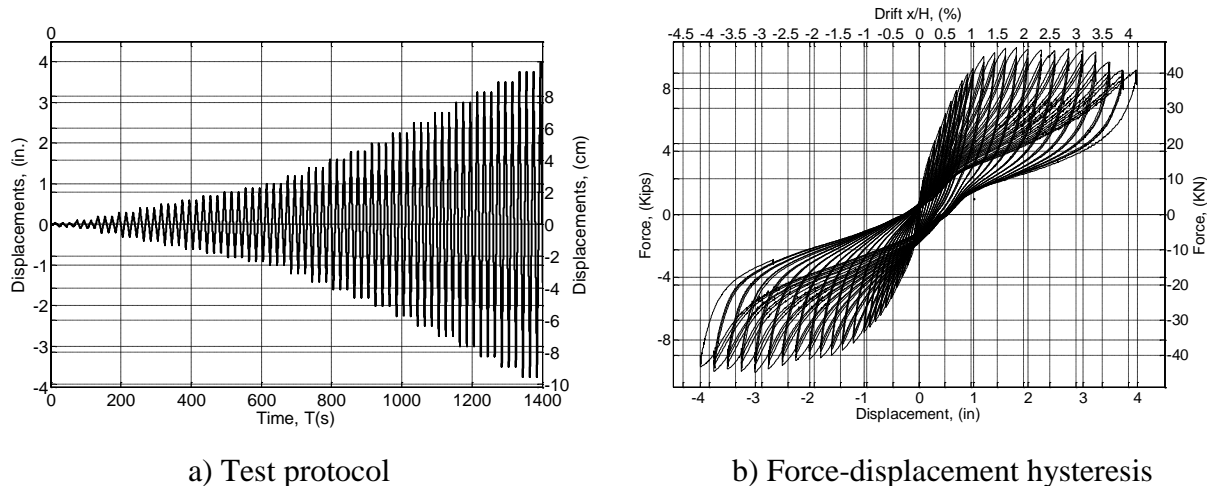 0
4
3
2
1
0
-1
-2
-3
-4
Displacements, (in.)
8
6
4
2
0
-2
-4
-6
-8
-10
Displacements, (cm)
0 200 400 600 800 1000 1200 1400
Time, T(s)
a) Test protocol
Drift x/H, (%)
-4.5 -4 -3.5 -3 -2.5 -2 -1.5 -1 -0.5 0 0.5 1 1.5 2 2.5 3 3.5 4
8
4
0
-4
-8
Force, (Kips)
40
30
20
10
0
-10
-20
-30
-40
Force, (KN)
-4 -3 -2 -1 0 1 2 3 4
Displacement, (in)
b) Force-displacement hysteresis